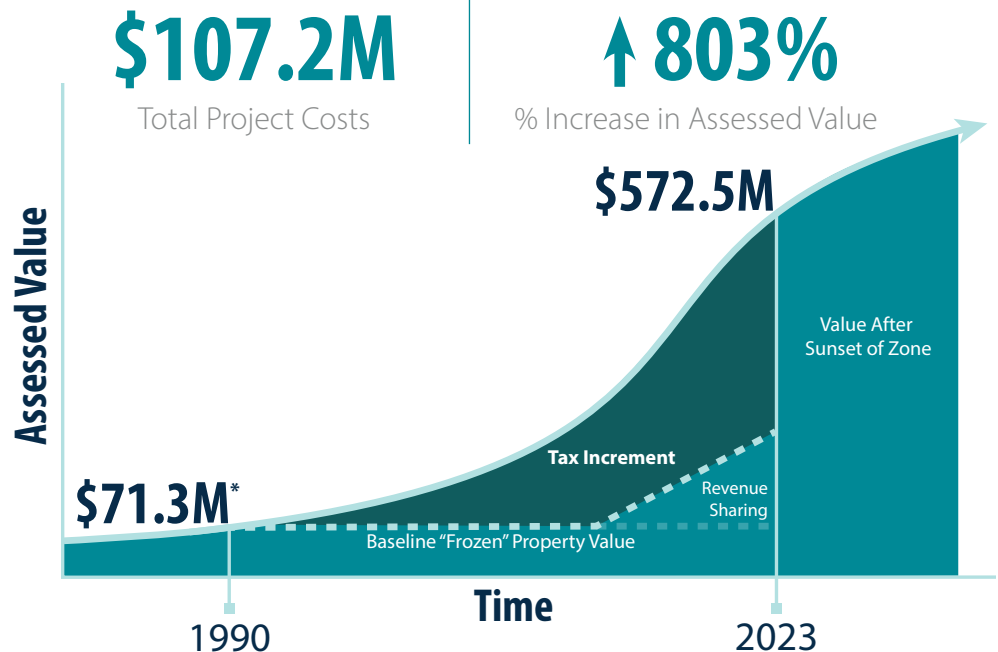 $107.2M
Total Project Costs
803%
% Increase in Assessed Value
$572.5M
Assessed Value
Value After
Sunset of Zone
Tax Increment
$71.3M*
Revenue
Sharing
Baseline “Frozen” Property Value
Time
1990
2023